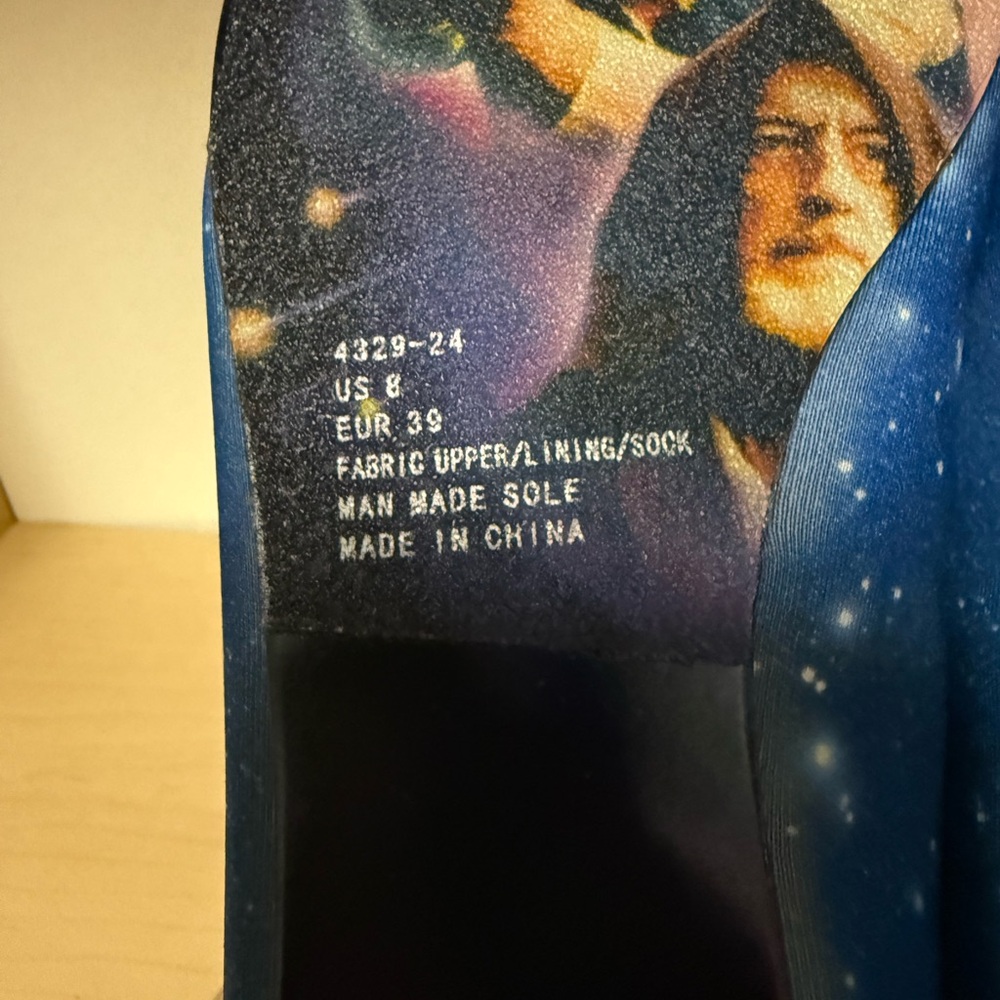 4329-24
US 8
EUR 39
FABRIC UPPER/LINING/SOCK
MAN MADE SOLE
MADE IN CHINA